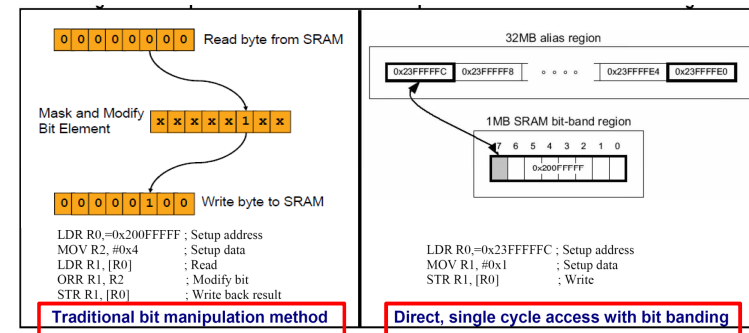 0 0 0 0 0 0 0 0 Read byte from SRAM
Mask and Modify
Bit Element
x x x x x 1 x x
0 0 0 0 0 1 0 0 Write byte to SRAM
LDR R0,=0x200FFFFF ; Setup address
MOV R2, #0x4 ; Setup data
LDR R1, [R0] ; Read
ORR R1, R2 ; Modify bit
STR R1, [R0] ; Write back result
Traditional bit manipulation method
32MB alias region
0x23FFFFFC 0x23FFFFF8 0x23FFFFE4 0x23FFFFE0
1MB SRAM bit-band region
7 6 5 4 3 2 1 0
0x200FFFFF
LDR R0,=0x23FFFFFC ; Setup address
MOV R1, #0x1 ; Setup data
STR R1, [R0] ; Write
Direct, single cycle access with bit banding